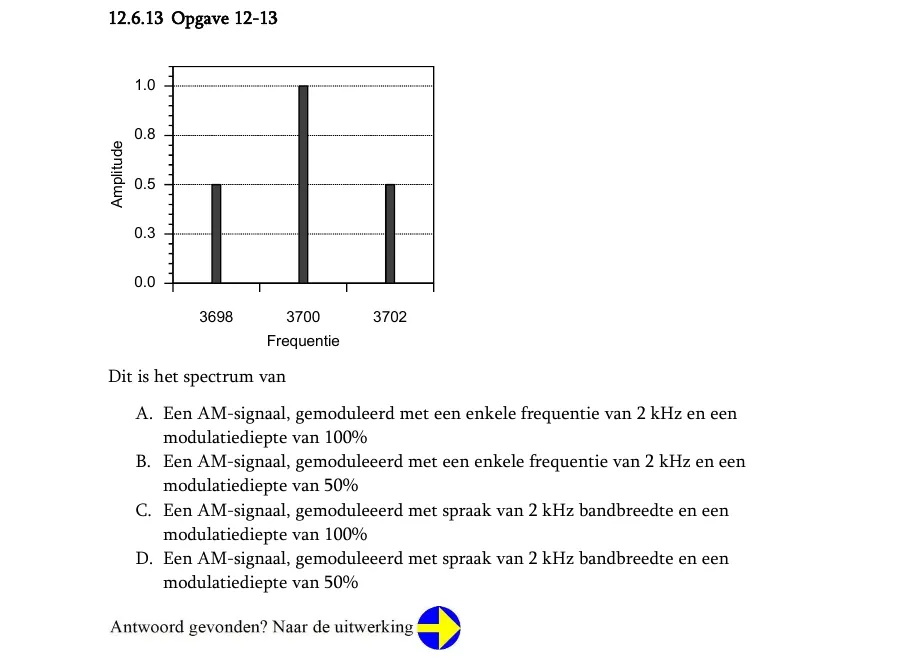 12.6.13 Opgave 12-13
1.0
0.8
0.5
0.3
0.0
Amplitude
3698 3700 3702
Frequentie
Dit is het spectrum van
A. Een AM-signaal, gemoduleerd met een enkele frequentie van 2 kHz en een
modulatiediepte van 100%
B. Een AM-signaal, gemoduleeerd met een enkele frequentie van 2 kHz en een
modulatiediepte van 50%
C. Een AM-signaal, gemoduleeerd met spraak van 2 kHz bandbreedte en een
modulatiediepte van 100%
D. Een AM-signaal, gemoduleeerd met spraak van 2 kHz bandbreedte en een
modulatiediepte van 50%
Antwoord gevonden? Naar de uitwerking